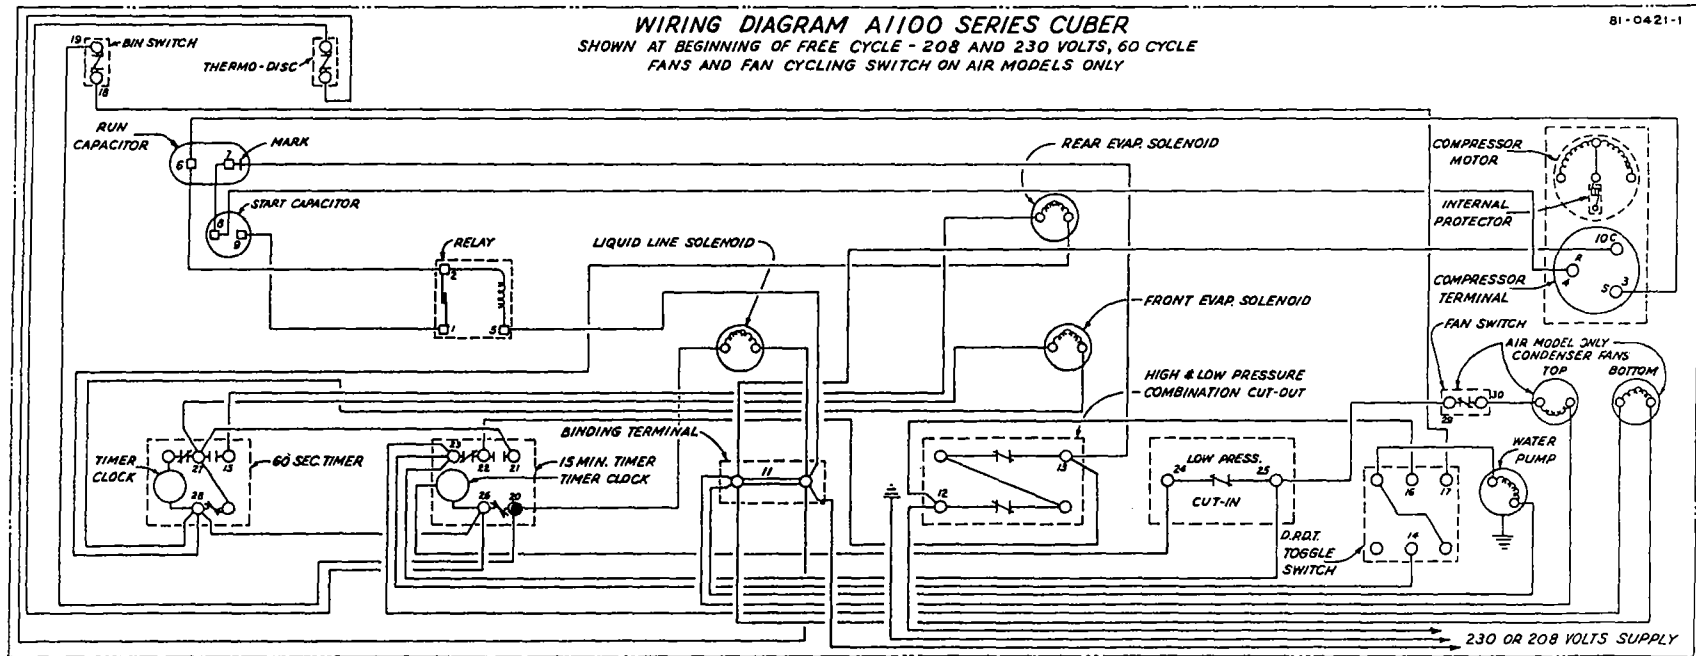 WIRING DIAGRAM A1100 SERIES CUBER
81-0421-1
SHOWN AT BEGINNING OF FREE CYCLE - 208 AND 230 VOLTS, 60 CYCLE
FANS AND FAN CYCLING SWITCH ON AIR MODELS ONLY
19
BIN SWITCH
THERMO-DISC
18
RUN
CAPACITOR
MARK
6
7
REAR EVAP. SOLENOID
COMPRESSOR
MOTOR
INTERNAL
PROTECTOR
START CAPACITOR
8
9
RELAY
LIQUID LINE SOLENOID
10 C
R
4
S
3
COMPRESSOR
TERMINAL
2
1
5
FRONT EVAP. SOLENOID
FAN SWITCH
AIR MODEL ONLY
CONDENSER FANS
TOP
BOTTOM
HIGH & LOW PRESSURE
COMBINATION CUT-OUT
29
30
BINDING TERMINAL
WATER
PUMP
TIMER
CLOCK
27
15
60 SEC. TIMER
28
23
22
21
15 MIN. TIMER
TIMER CLOCK
26
20
11
13
12
LOW PRESS.
24
25
CUT-IN
16
17
14
D.P.D.T.
TOGGLE
SWITCH
230 OR 208 VOLTS SUPPLY